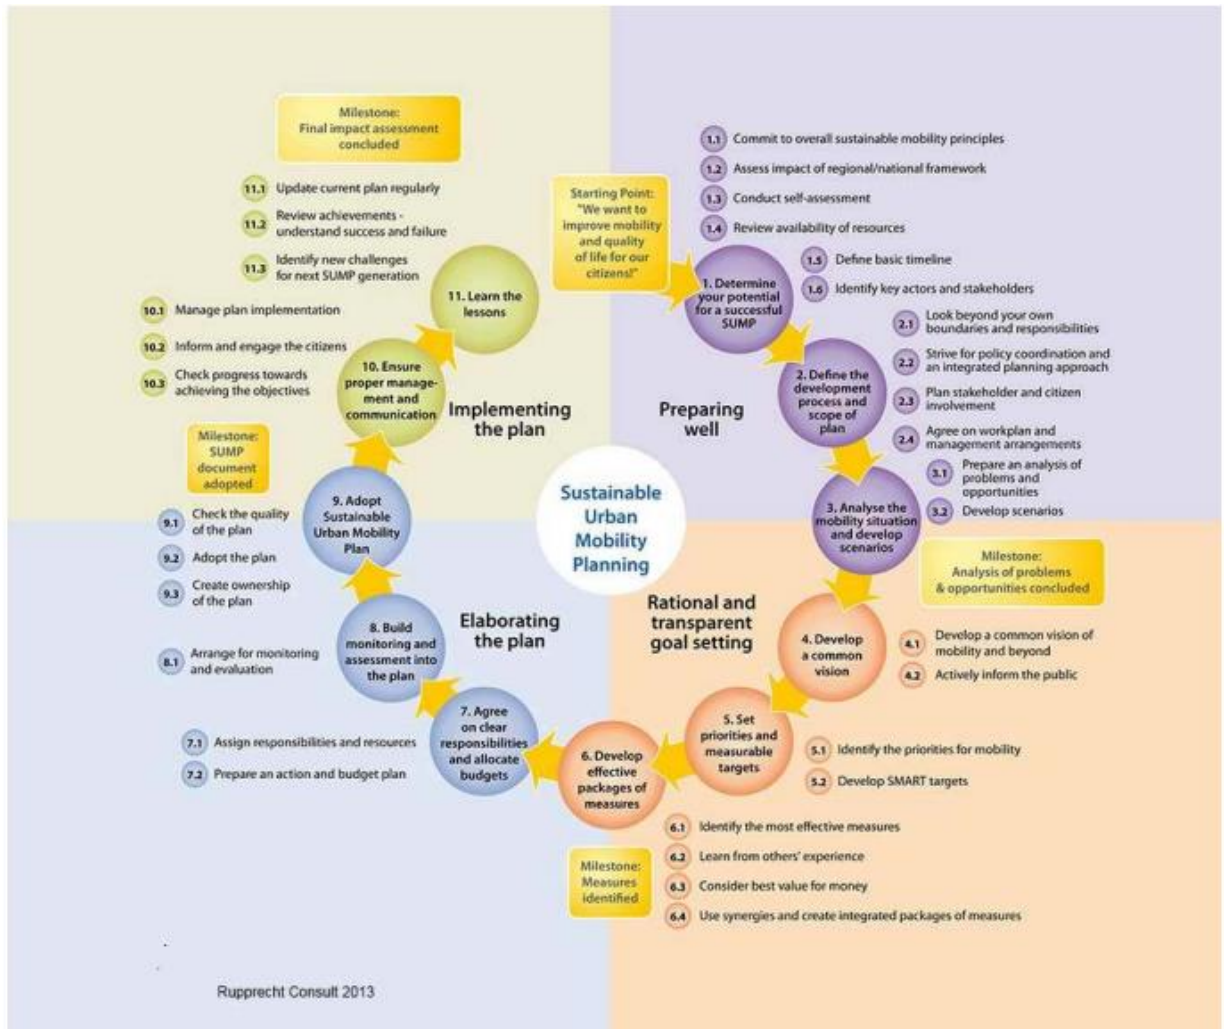 Starting Point:
"We want to
improve mobility
and quality
of life for our
citizens!"
1. Determine
your potential
for a successful
SUMP
1.1 Commit to overall sustainable mobility principles
1.2 Assess impact of regional/national framework
1.3 Conduct self-assessment
1.4 Review availability of resources
1.5 Define basic timeline
1.6 Identify key actors and stakeholders
2. Define the
development
process and
scope of
plan
2.1 Look beyond your own
boundaries and responsibilities
2.2 Strive for policy coordination and
an integrated planning approach
2.3 Plan stakeholder and citizen
involvement
2.4 Agree on workplan and
management arrangements
3. Analyse the
mobility situation
and develop
scenarios
3.1 Prepare an analysis of
problems and
opportunities
3.2 Develop scenarios
Preparing
well
Milestone:
Analysis of problems
& opportunities concluded
4. Develop
a common
vision
4.1 Develop a common vision of
mobility and beyond
4.2 Actively inform the public
5. Set
priorities and
measurable
targets
5.1 Identify the priorities for mobility
5.2 Develop SMART targets
6. Develop
effective
packages of
measures
6.1 Identify the most effective measures
6.2 Learn from others' experience
6.3 Consider best value for money
6.4 Use synergies and create integrated packages of measures
Rational and
transparent
goal setting
Milestone:
Measures
identified
7. Agree
on clear
responsibilities
and allocate
budgets
7.1 Assign responsibilities and resources
7.2 Prepare an action and budget plan
8. Build
monitoring and
assessment into
the plan
8.1 Arrange for monitoring
and evaluation
9. Adopt
Sustainable
Urban Mobility
Plan
9.1 Check the quality
of the plan
9.2 Adopt the plan
9.3 Create ownership
of the plan
Elaborating
the plan
Milestone:
SUMP
document
adopted
10. Ensure
proper manage-
ment and
communication
10.1 Manage plan implementation
10.2 Inform and engage the citizens
10.3 Check progress towards
achieving the objectives
11. Learn the
lessons
11.1 Update current plan regularly
11.2 Review achievements -
understand success and failure
11.3 Identify new challenges
for next SUMP generation
Implementing
the plan
Milestone:
Final impact assessment
concluded
Sustainable
Urban
Mobility
Planning
Rupprecht Consult 2013